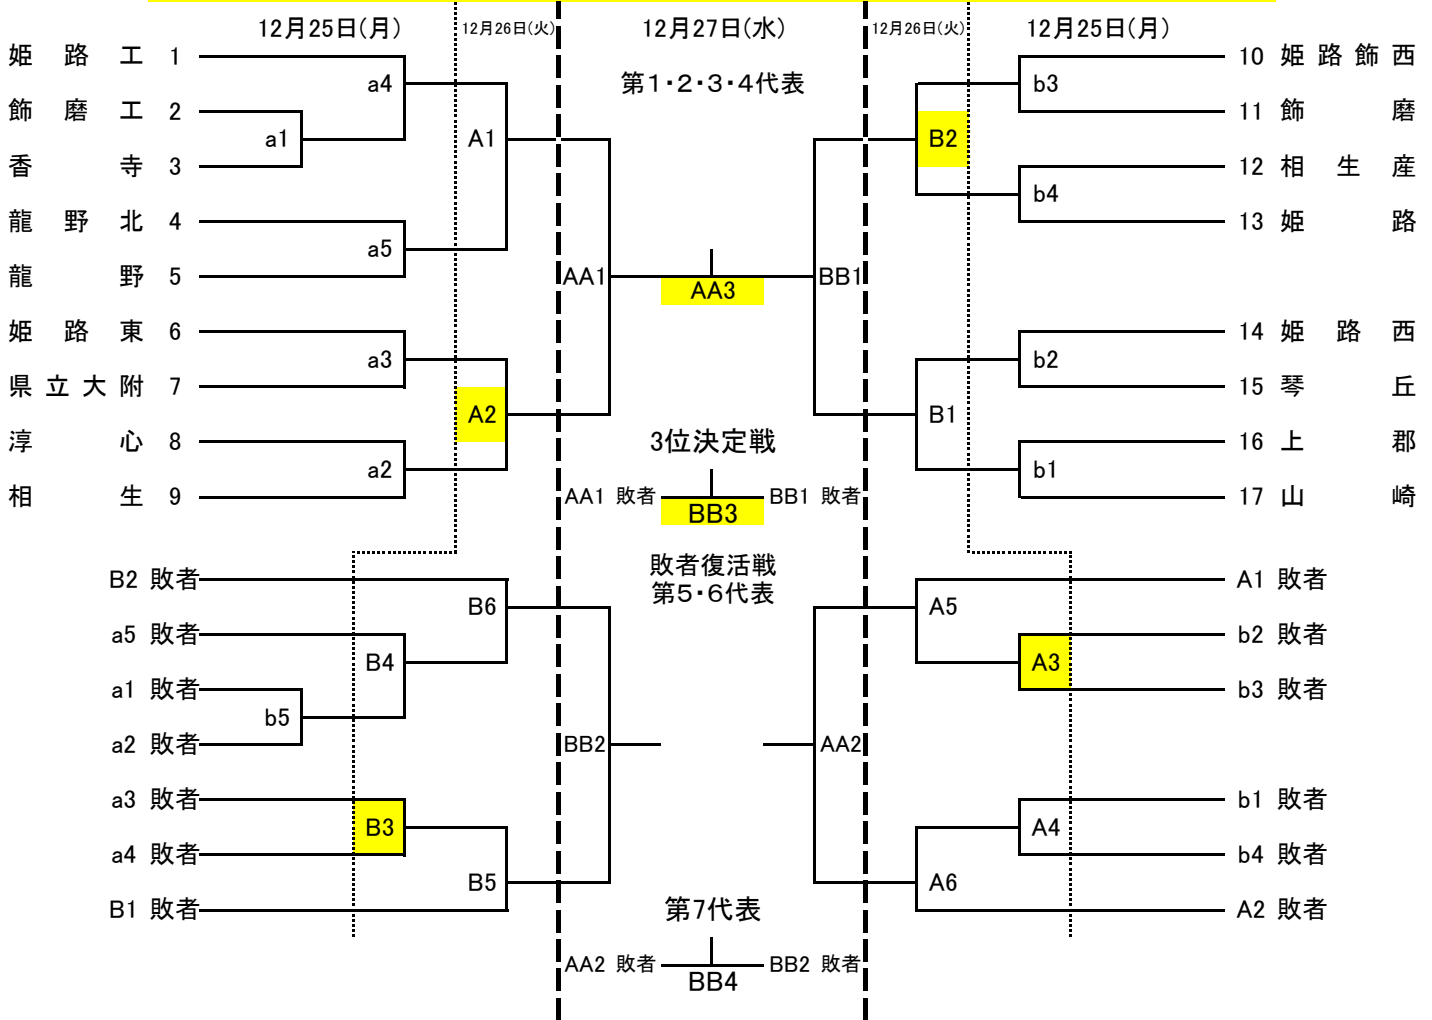 12月25日(月) 12月26日(火) 12月27日(水) 12月26日(火) 12月25日(月)
第1・2・3・4代表
姫路工 1
飾磨工 2
香寺 3
龍野北 4
龍野 5
姫路東 6
県立大附 7
淳心 8
相生 9
a4
a1
a5
a3
a2
A1
A2
AA1
AA3
BB1
B2
B1
b3
b4
b2
b1
10 姫路飾西
11 飾磨
12 相生産
13 姫路
14 姫路西
15 琴丘
16 上郡
17 山崎
3位決定戦
AA1 敗者 BB1 敗者
BB3
敗者復活戦
第5・6代表
B2 敗者
a5 敗者
a1 敗者
a2 敗者
a3 敗者
a4 敗者
B1 敗者
B6
B4
b5
B3
B5
BB2
AA2
A5
A3
A4
A6
A1 敗者
b2 敗者
b3 敗者
b1 敗者
b4 敗者
A2 敗者
第7代表
AA2 敗者 BB2 敗者
BB4